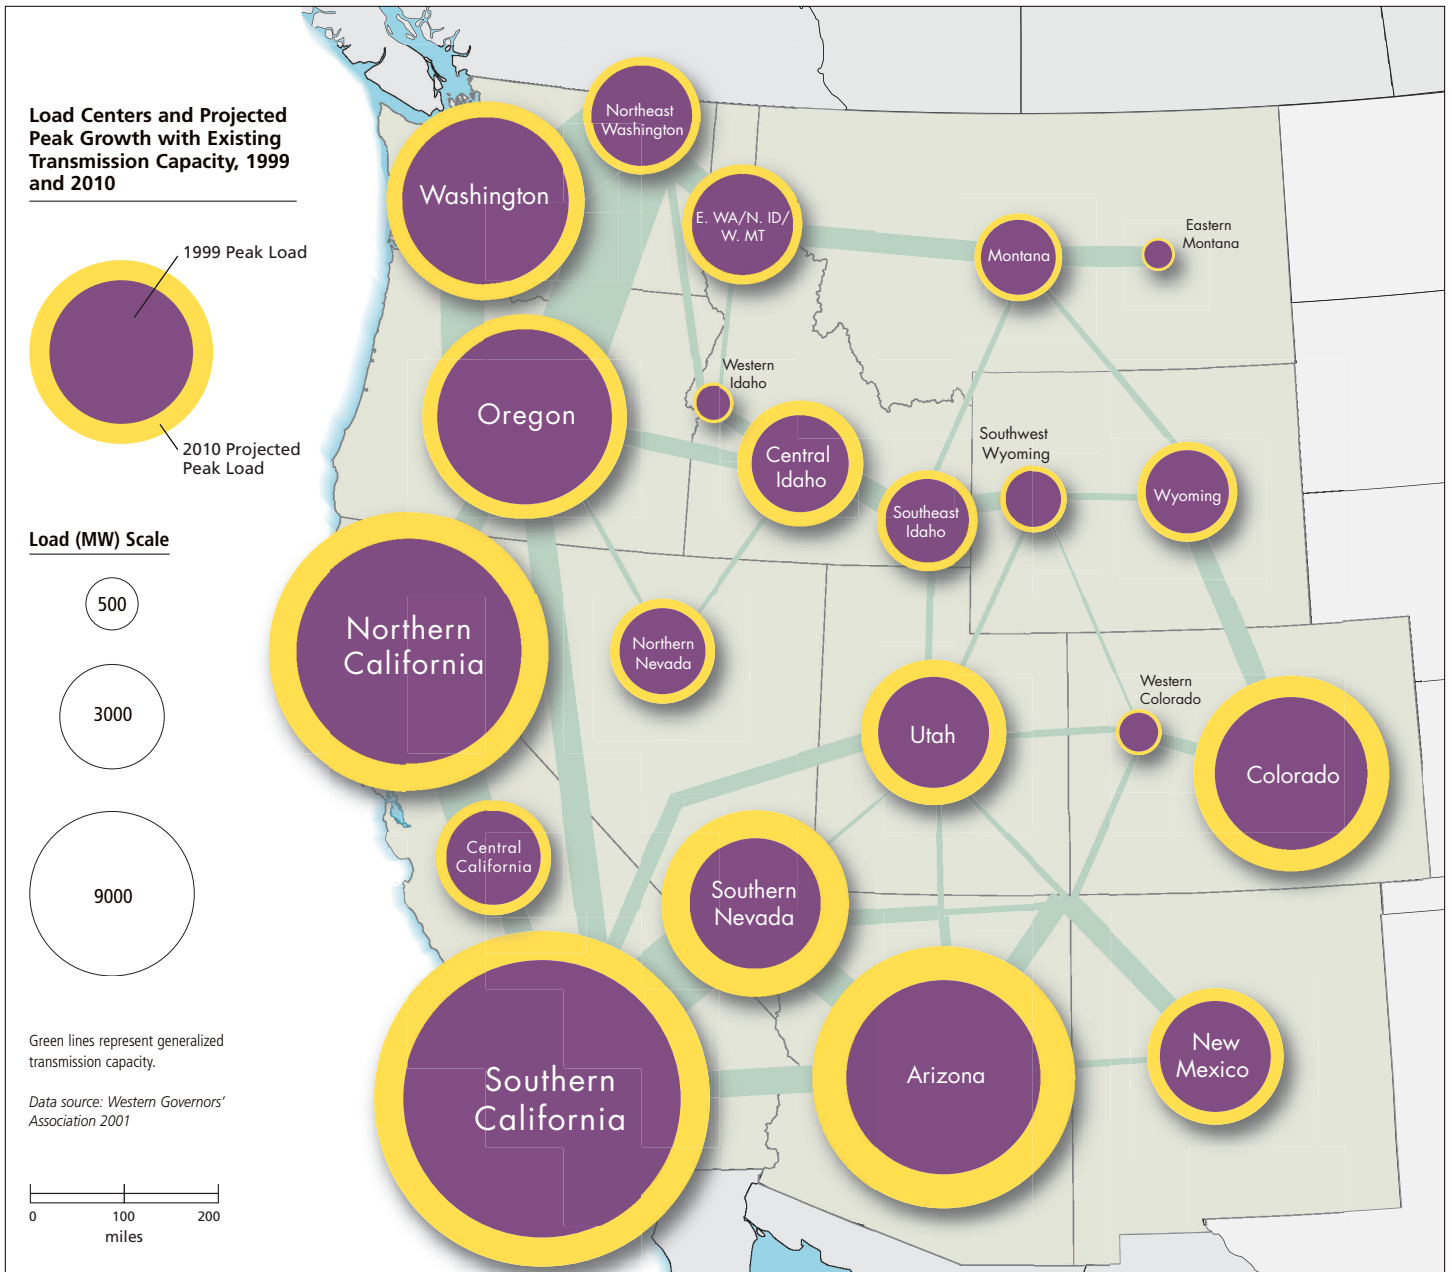 Load Centers and Projected
Peak Growth with Existing
Transmission Capacity, 1999
and 2010
1999 Peak Load
2010 Projected
Peak Load
Load (MW) Scale
500
3000
9000
Green lines represent generalized
transmission capacity.
Data source: Western Governors'
Association 2001
0
100
200
miles
Northeast
Washington
Washington
E. WA/N. ID/
W. MT
Montana
Eastern
Montana
Oregon
Western
Idaho
Central
Idaho
Southeast
Idaho
Southwest
Wyoming
Wyoming
Northern
California
Northern
Nevada
Utah
Western
Colorado
Colorado
Central
California
Southern
Nevada
Southern
California
Arizona
New
Mexico